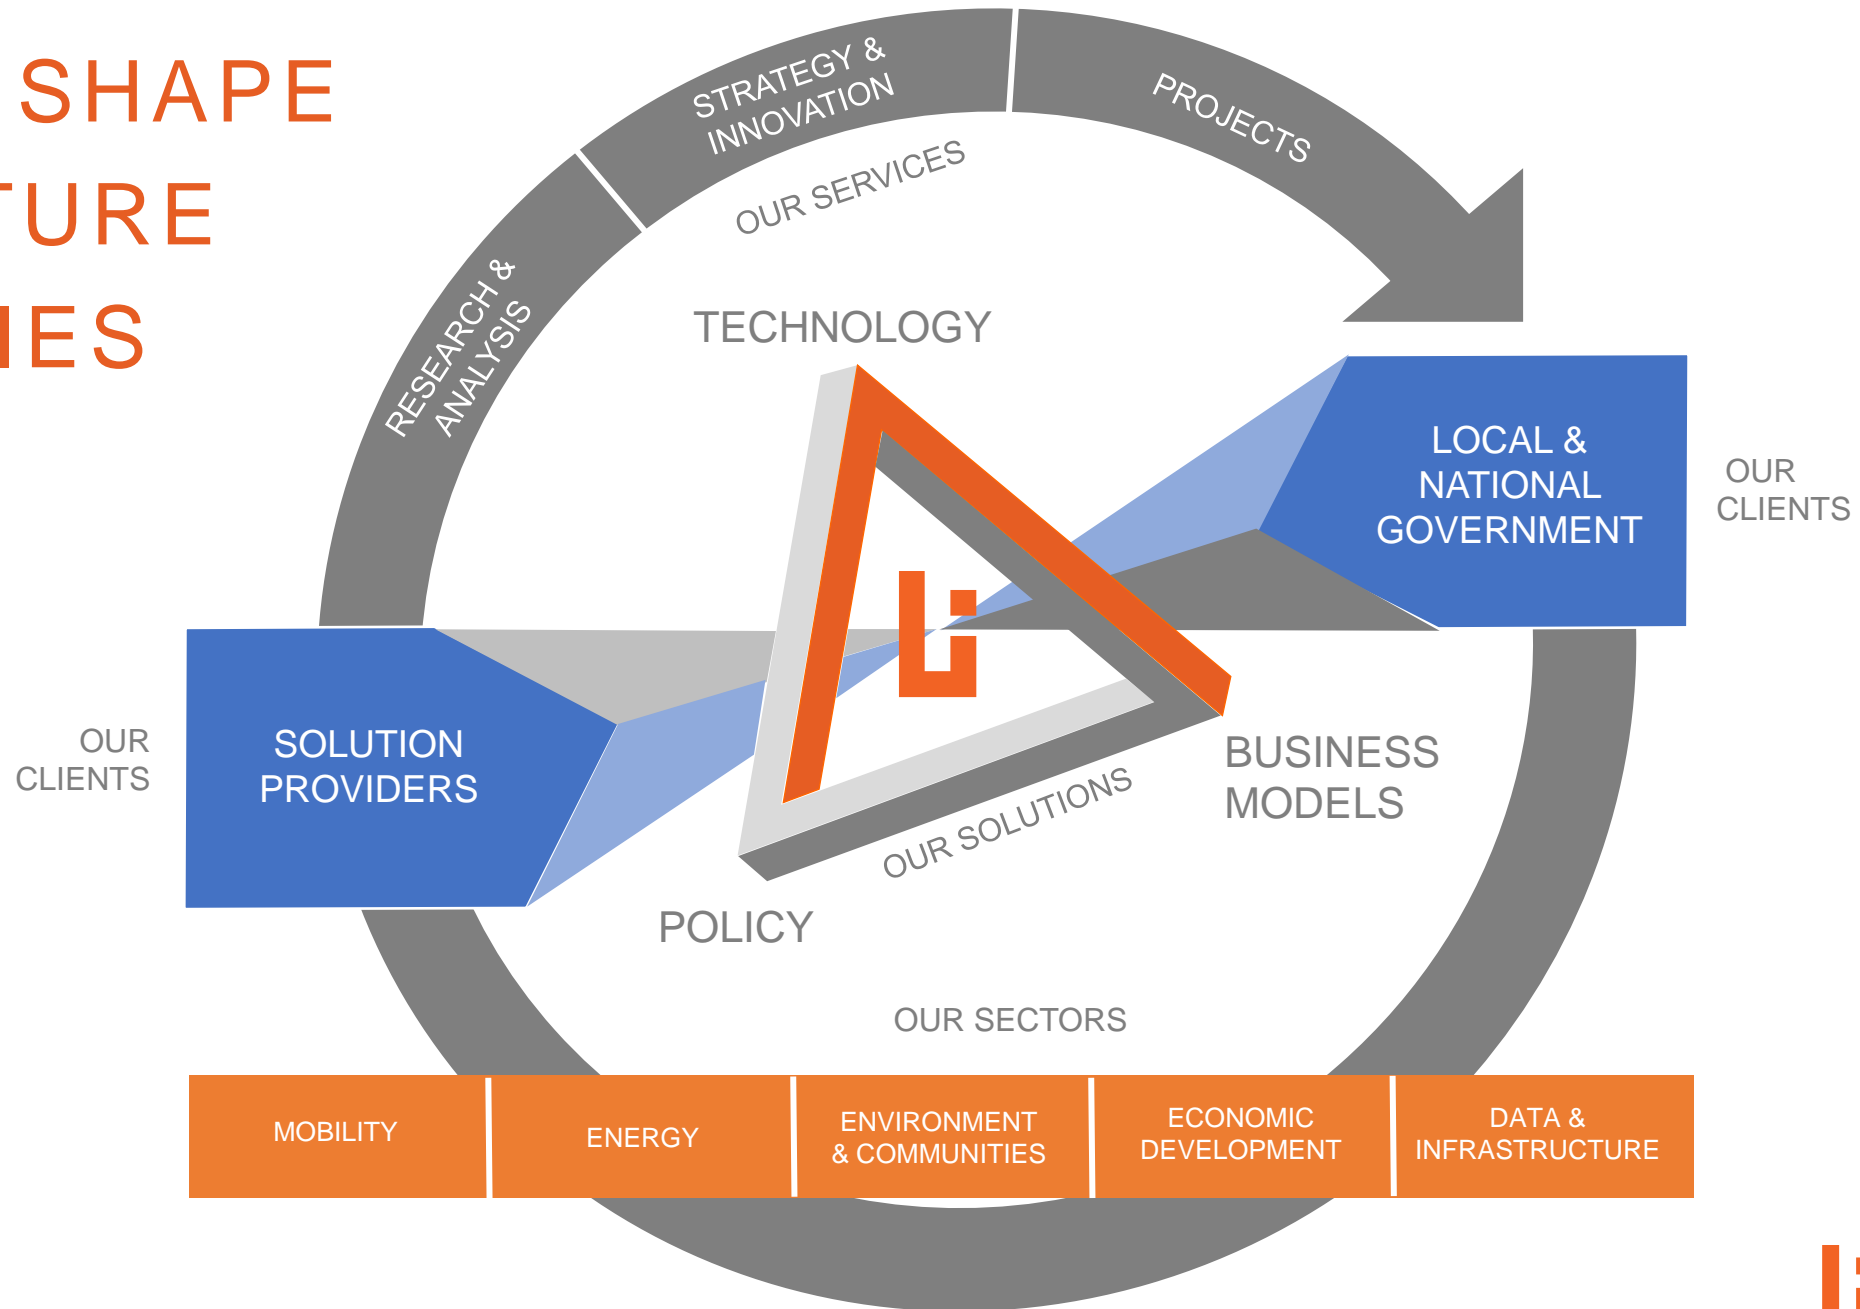 SHAPE
TURE
IES
STRATEGY &
INNOVATION
PROJECTS
OUR SERVICES
RESEARCH &
ANALYSIS
TECHNOLOGY
LOCAL &
NATIONAL
GOVERNMENT
OUR
CLIENTS
OUR
CLIENTS
SOLUTION
PROVIDERS
BUSINESS
MODELS
OUR SOLUTIONS
POLICY
OUR SECTORS
MOBILITY
ENERGY
ENVIRONMENT
& COMMUNITIES
ECONOMIC
DEVELOPMENT
DATA &
INFRASTRUCTURE